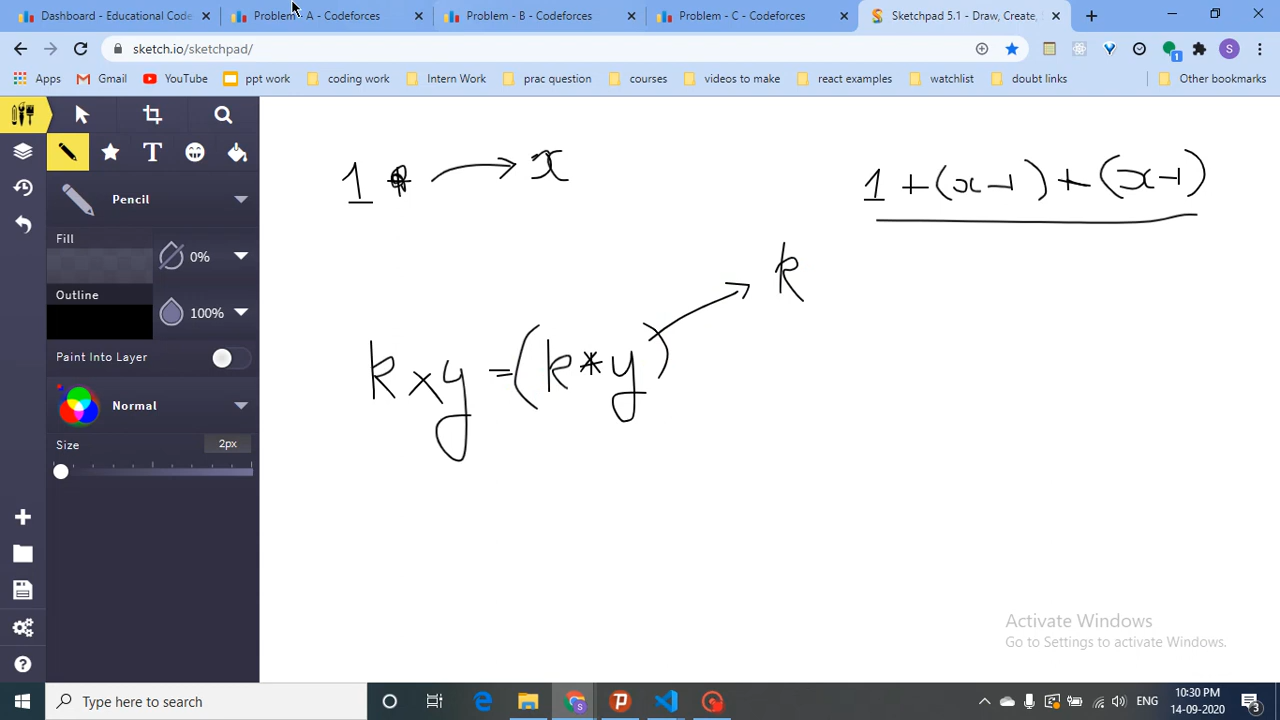 Dashboard - Educational Code
Problem - A - Codeforces
Problem - B - Codeforces
Problem - C - Codeforces
Sketchpad 5.1 - Draw, Create,
sketch.io/sketchpad/
S
1
Apps
Gmail
YouTube
ppt work
coding work
Intern Work
prac question
courses
videos to make
react examples
watchlist
doubt links
Other bookmarks
Pencil
Fill
0%
Outline
100%
Paint Into Layer
Normal
Size
2px
1 → x
1 + (x-1) + (x-1)
k
k × y = (k * y)
Activate Windows
Go to Settings to activate Windows.
Type here to search
ENG
10:30 PM
14-09-2020
3